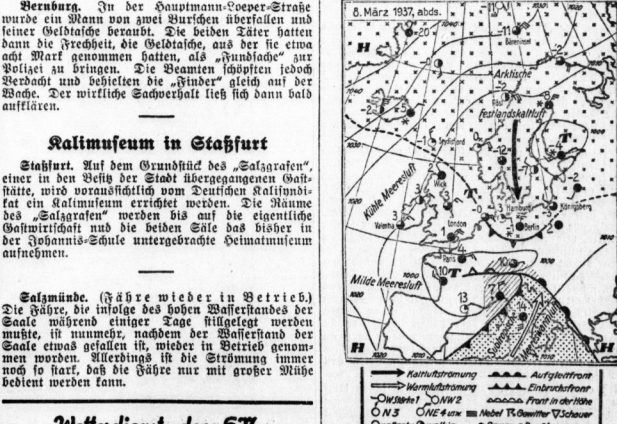 Bernburg. In der Hauptmann-Loeper-Straße
wurde ein Mann von zwei Burschen überfallen und
seiner Geldtasche beraubt. Die beiden Täter hatten
dann die Frechheit, die Geldtasche, aus der sie etwa
acht Mark genommen hatten, als „Fundsache“ zur
Polizei zu bringen. Die Beamten schöpften jedoch
Verdacht und behielten die „Finder“ gleich auf der
Wache. Der wirkliche Sachverhalt ließ sich dann bald
aufklären.
Kalimuseum in Staßfurt
Staßfurt. Auf dem Grundstück des „Salzgrafen“,
einer in den Besitz der Stadt übergegangenen Gast-
stätte, wird voraussichtlich vom Deutschen Kalisyndi-
kat ein Kalimuseum errichtet werden. Die Räume
des „Salzgrafen“ werden bis auf die eigentliche
Gastwirtschaft und die beiden Säle das bisher in
der Johannis-Schule untergebrachte Heimatmuseum
aufnehmen.
Salzmünde. (Fähre wieder in Betrieb.)
Die Fähre, die infolge des hohen Wasserstandes der
Saale während einiger Tage stillgelegt werden
mußte, ist nunmehr, nachdem der Wasserstand der
Saale etwas gefallen ist, wieder in Betrieb genom-
men worden. Allerdings ist die Strömung immer
noch so stark, daß die Fähre nur mit großer Mühe
bedient werden kann.
8. März 1937, abds.
Bäreninsel
Arktische
Festlandskaltluft
Kühle Meeresluft
Wick
Valentia
London
Hamburg
Berlin
Königsberg
Paris
Milde Meeresluft
Kaltluftströmung
Aufgleitfront
Warmluftströmung
Einbruchsfront
Front in der Höhe
WStärke 1 NW 2
N 3 NE 4 usw. Nebel Gewitter Schauer